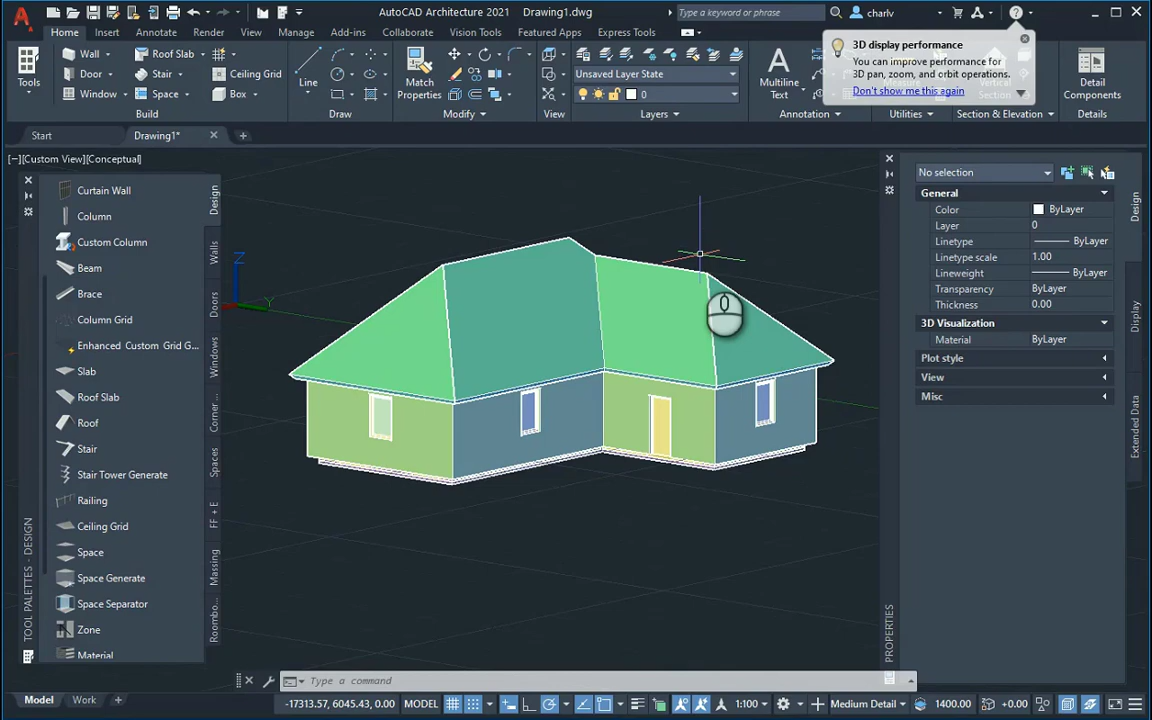 AutoCAD Architecture 2021 Drawing1.dwg
Type a keyword or phrase
charlv
Home Insert Annotate Render View Manage Add-ins Collaborate Vision Tools Output Express Tools
Tools
Wall
Door
Window
Roof Slab
Stair
Space
Ceiling Grid
Box
Build
Line
Draw
Match
Properties
Modify
View
Unsaved Layer State
0
Layers
Multiline
Text
Annotation
Measure
Utilities
Vertical
Section
Section & Elevation
Detail
Components
Details
3D display performance
You can improve performance for
3D pan, zoom, and orbit operations.
Don't show me this again
Start
Drawing1*
[−][Custom View][Conceptual]
Curtain Wall
Column
Custom Column
Beam
Brace
Column Grid
Enhanced Custom Grid G...
Slab
Roof Slab
Roof
Stair
Stair Tower Generate
Railing
Ceiling Grid
Space
Space Generate
Space Separator
Zone
Material
Design
Walls
Doors
Windows
Corner...
Spaces
FF + E
Massing
Roombo...
TOOL PALETTES - DESIGN
Z
Y
No selection
General
Color ByLayer
Layer 0
Linetype ByLayer
Linetype scale 1.00
Lineweight ByLayer
Transparency ByLayer
Thickness 0.00
3D Visualization
Material ByLayer
Plot style
View
Misc
Design
Display
Extended Data
PROPERTIES
Type a command
Model
Work
-17313.57, 6045.43, 0.00 MODEL
1:100
Medium Detail
1400.00
+0.00